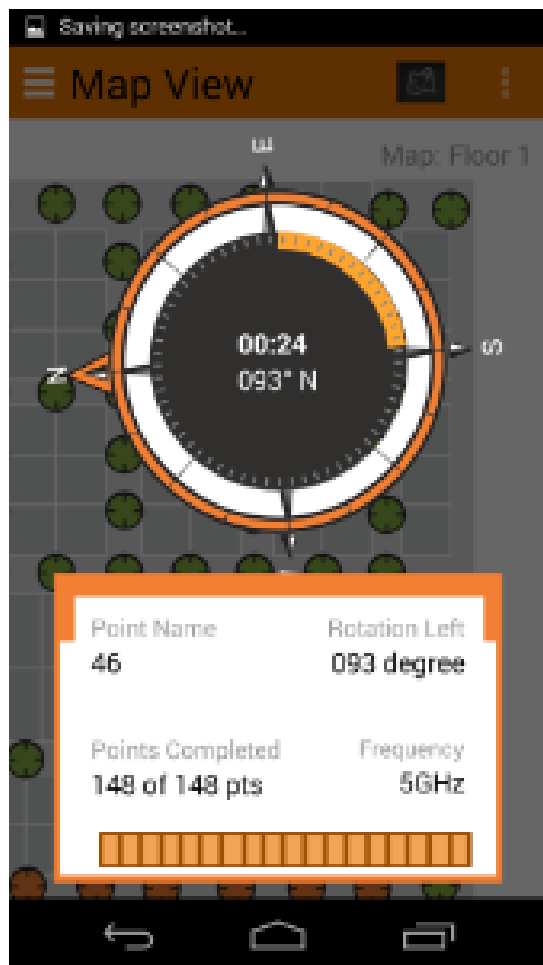 Saving screenshot...
Map View
Map: Floor 1
E
S
N
00:24
093° N
Point Name
46
Rotation Left
093 degree
Points Completed
148 of 148 pts
Frequency
5GHz